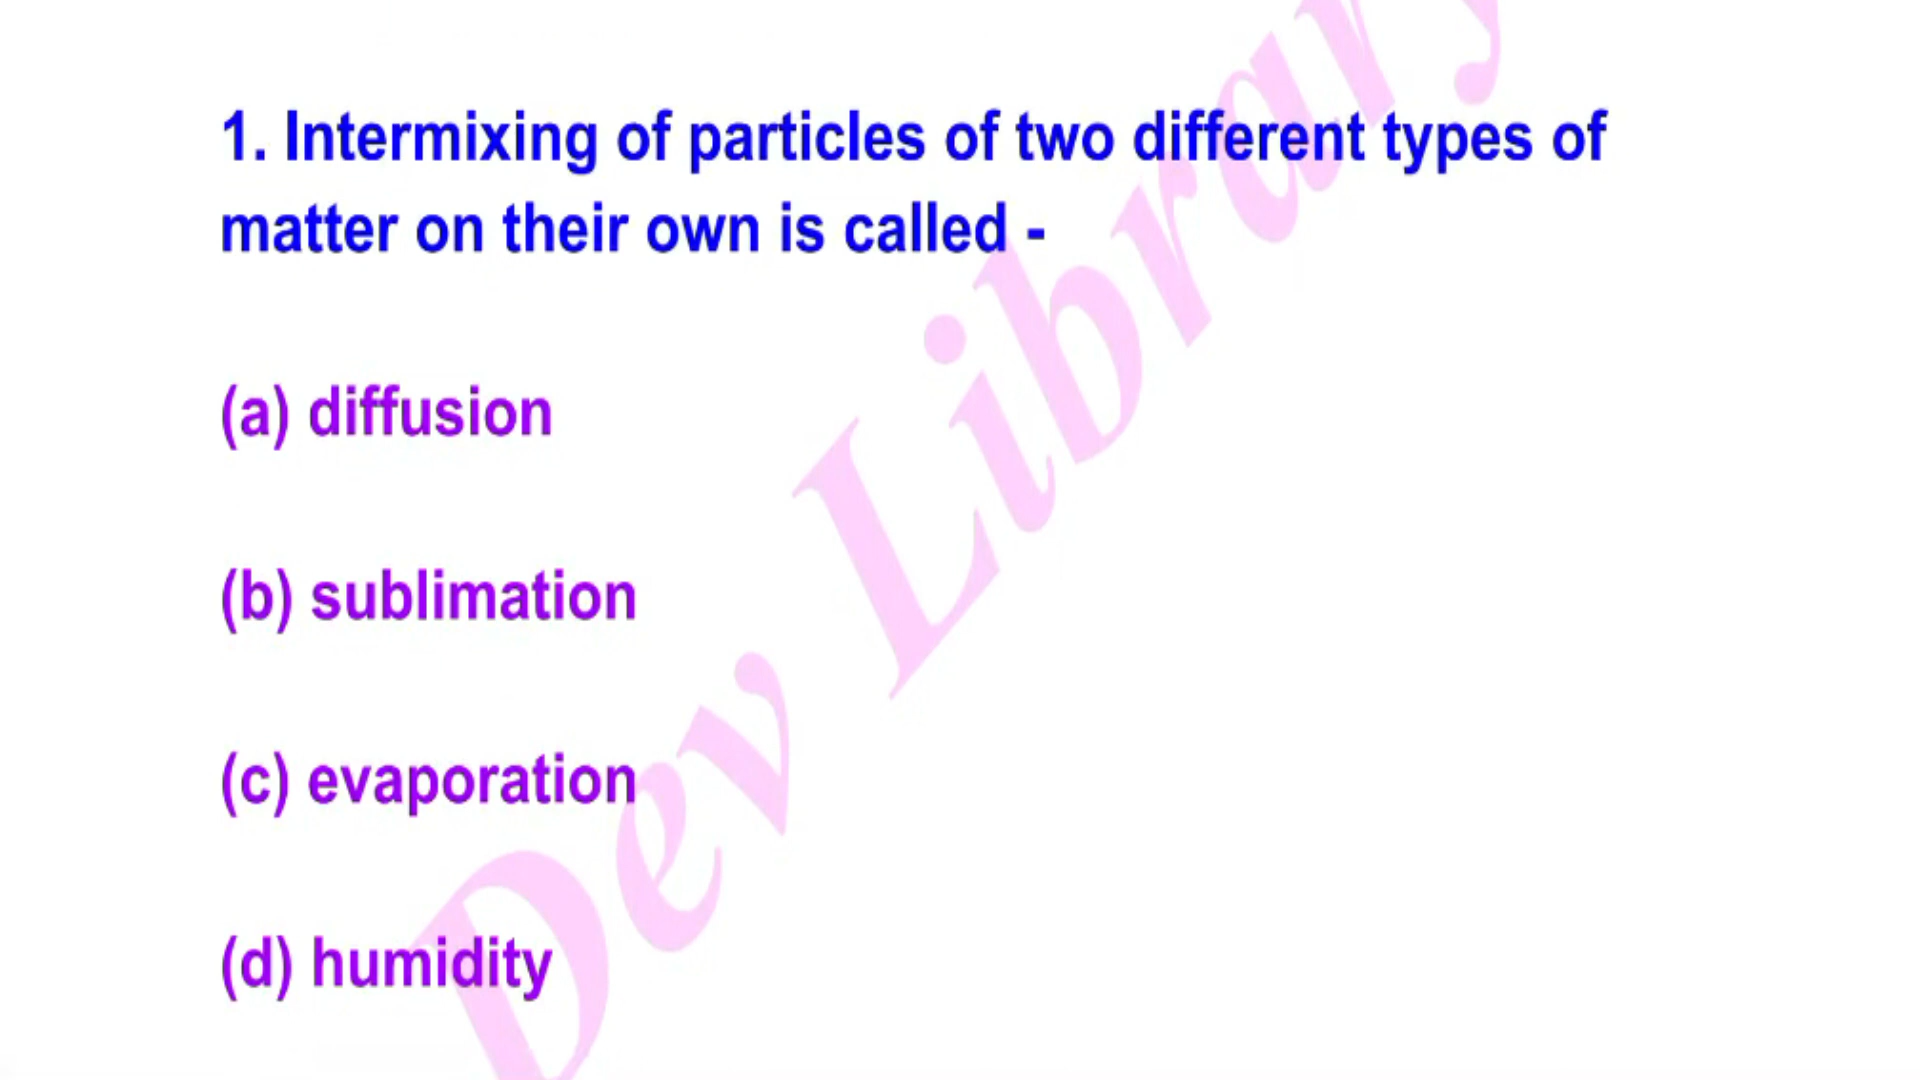 1. Intermixing of particles of two different types of
matter on their own is called -
(a) diffusion
(b) sublimation
(c) evaporation
(d) humidity
Dev Library